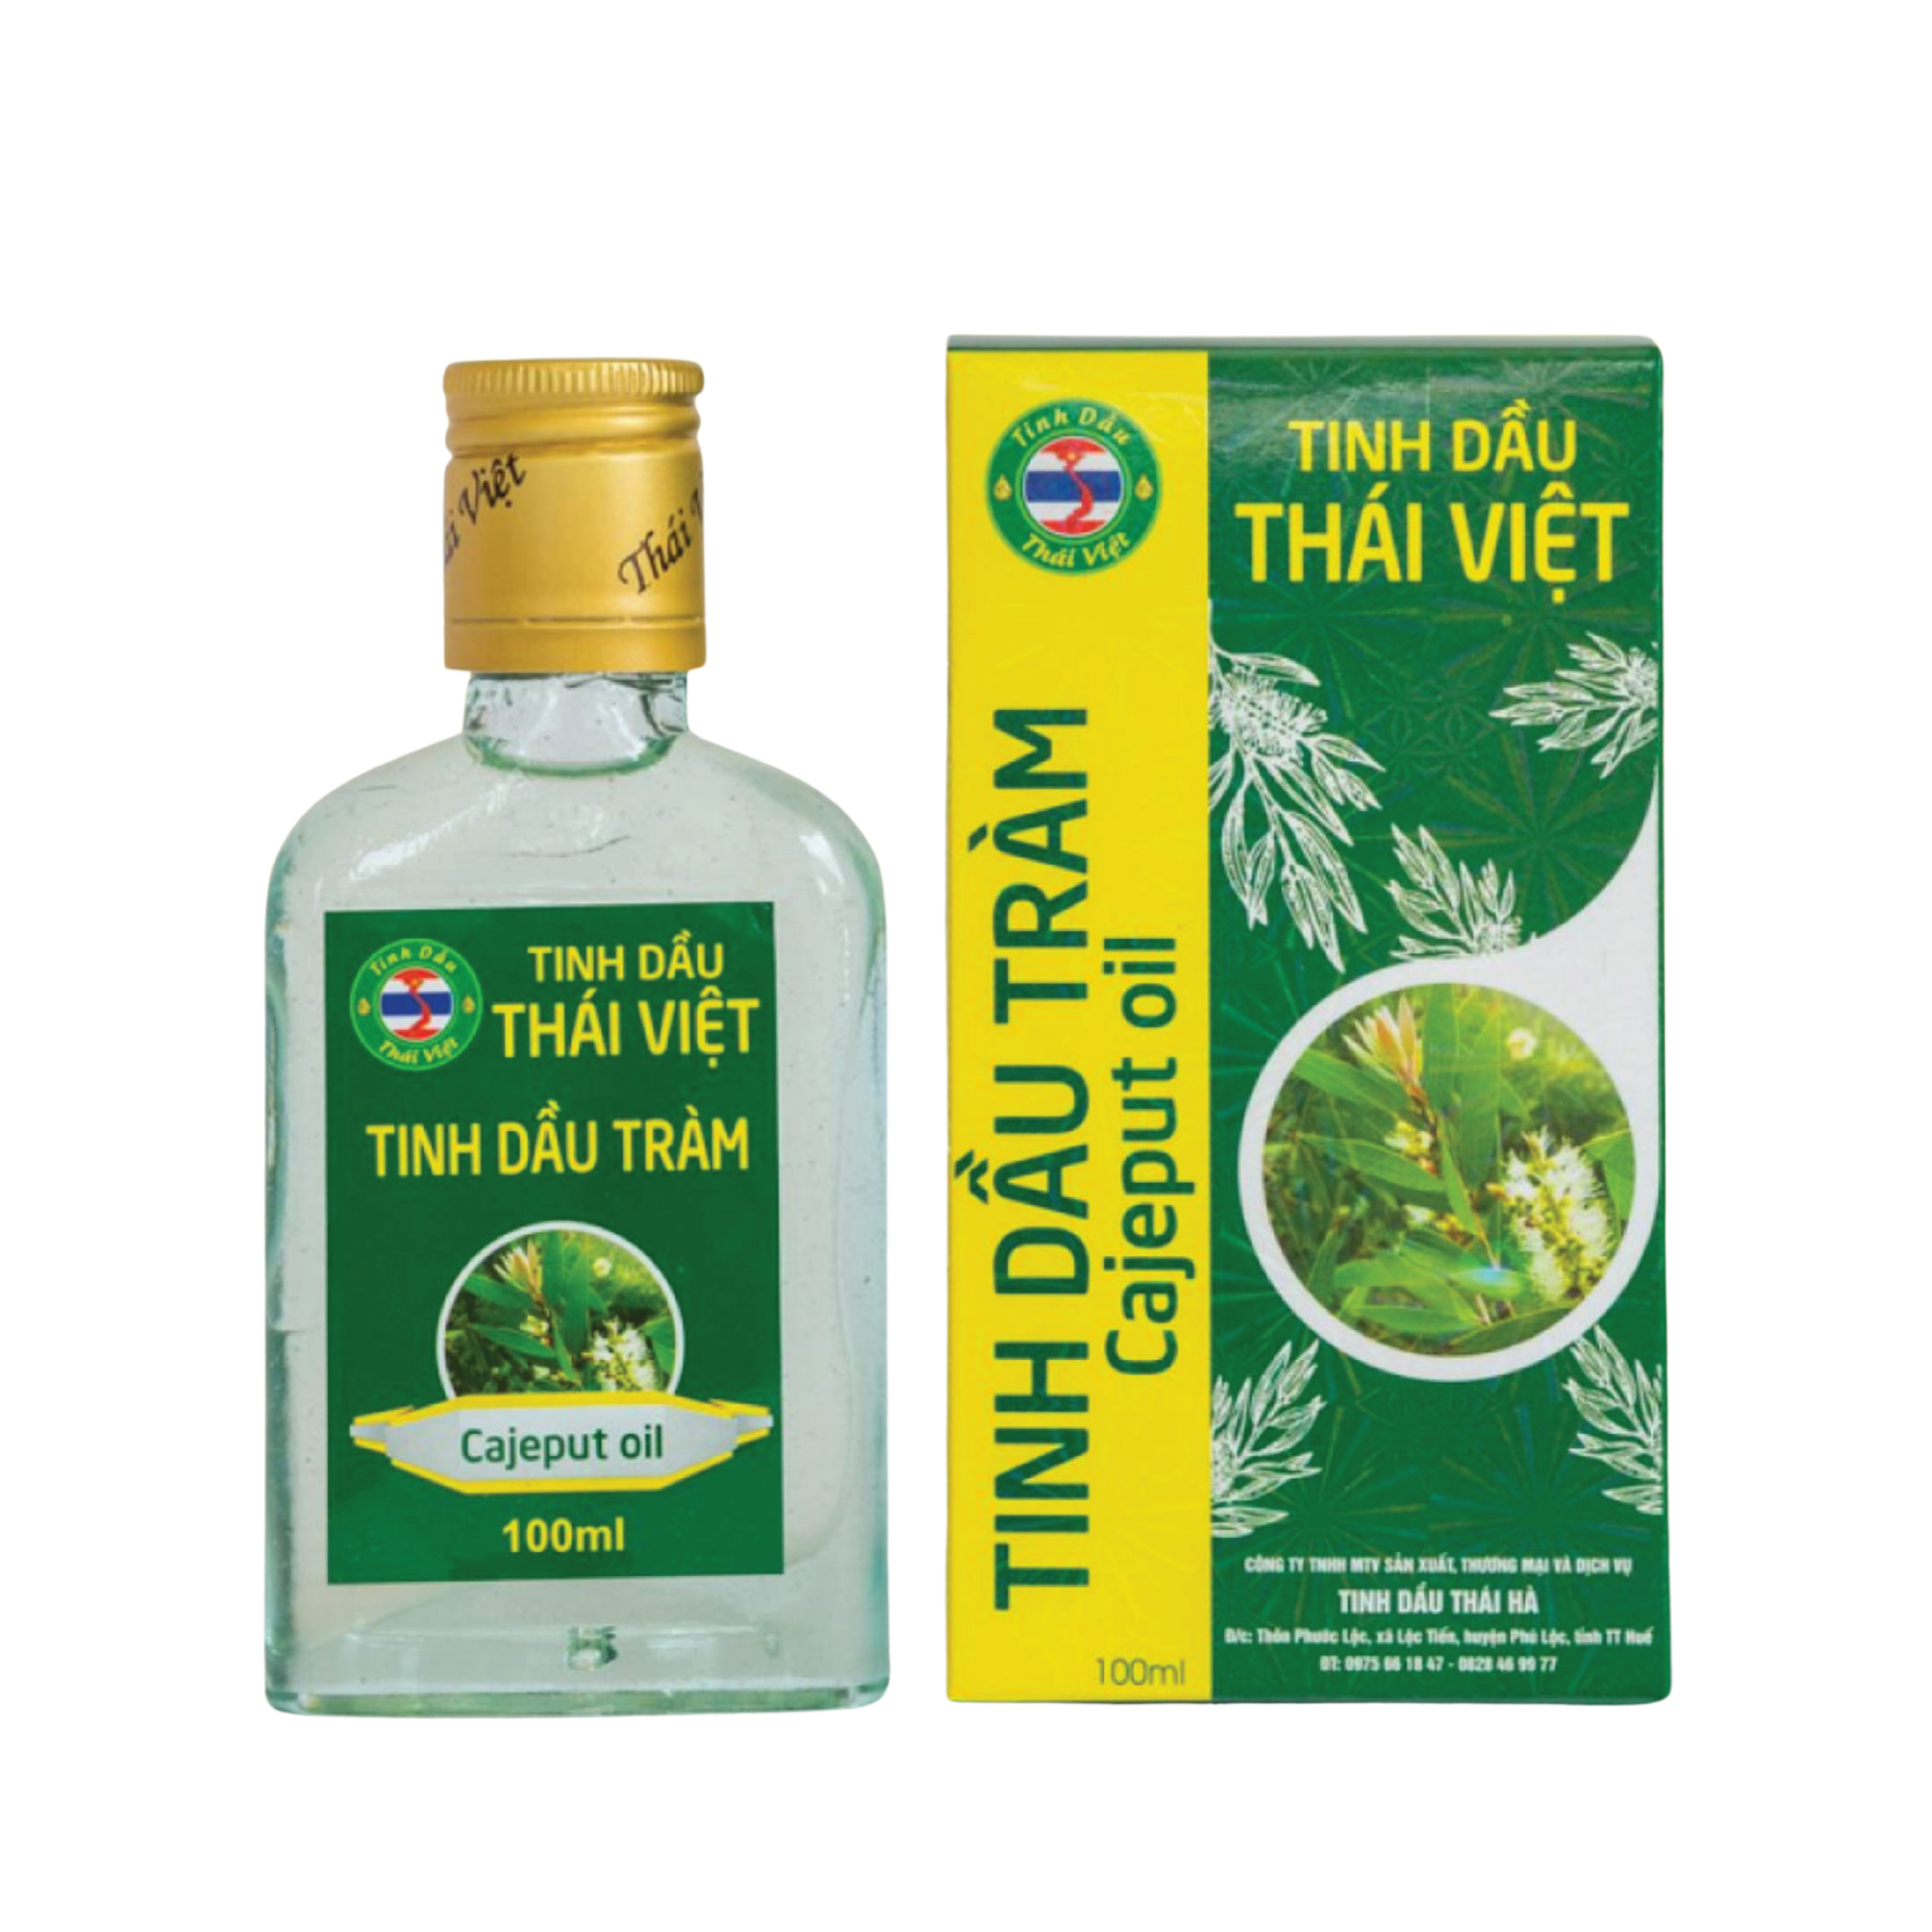 Thái Việt
Tinh Dầu
Thái Việt
TINH DẦU
THÁI VIỆT
TINH DẦU TRÀM
Cajeput oil
100ml
Tinh Dầu
Thái Việt
TINH DẦU TRÀM
Cajeput oil
100ml
TINH DẦU
THÁI VIỆT
CÔNG TY TNHH MTV SẢN XUẤT, THƯƠNG MẠI VÀ DỊCH VỤ
TINH DẦU THÁI HÀ
Đ/c: Thôn Phước Lộc, xã Lộc Tiến, huyện Phú Lộc, tỉnh TT Huế
ĐT: 0975 66 18 47 - 0828 46 99 77